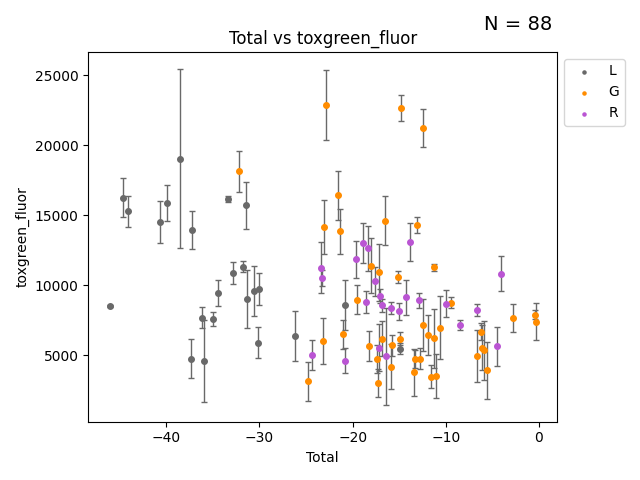 N = 88
Total vs toxgreen_fluor
L
G
R
25000
20000
15000
10000
5000
toxgreen_fluor
−40
−30
−20
−10
0
Total